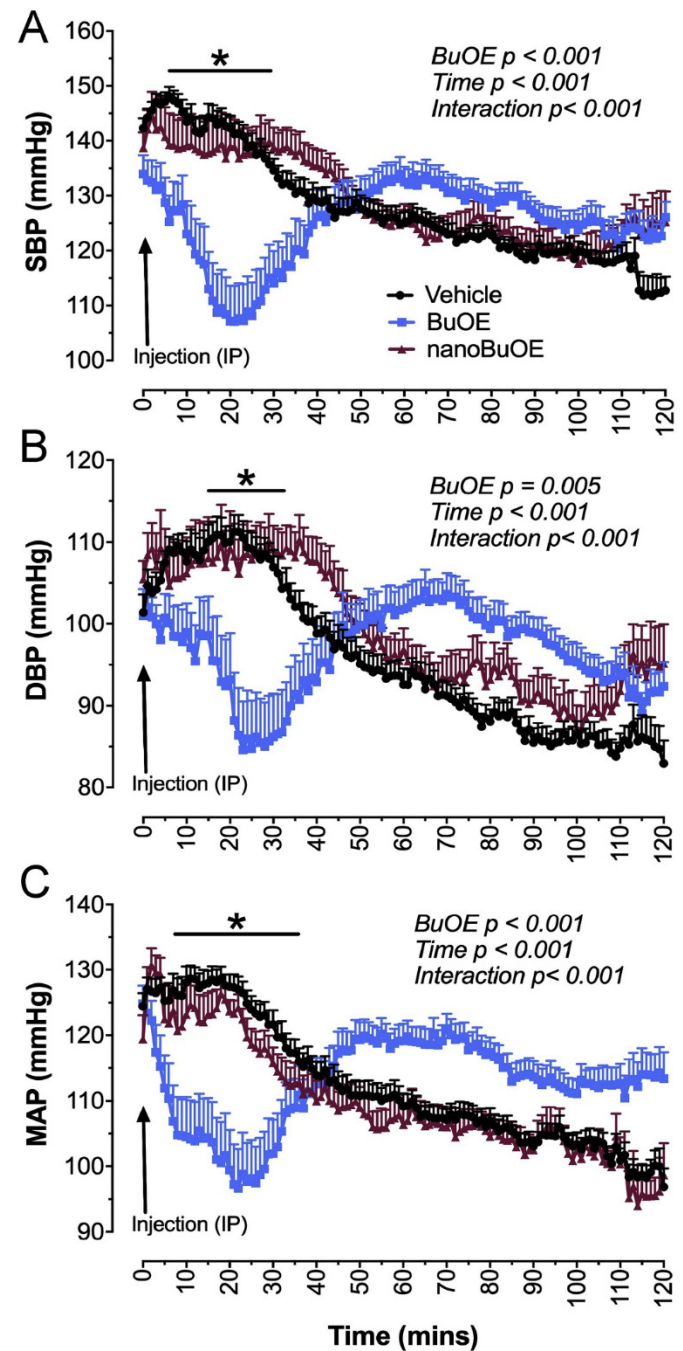 A
160
150
140
130
120
110
100
SBP (mmHg)
*
BuOE p < 0.001
Time p < 0.001
Interaction p< 0.001
Vehicle
BuOE
nanoBuOE
Injection (IP)
0 10 20 30 40 50 60 70 80 90 100 110 120
B
120
110
100
90
80
DBP (mmHg)
*
BuOE p = 0.005
Time p < 0.001
Interaction p< 0.001
Injection (IP)
0 10 20 30 40 50 60 70 80 90 100 110 120
C
140
130
120
110
100
90
MAP (mmHg)
*
BuOE p < 0.001
Time p < 0.001
Interaction p< 0.001
Injection (IP)
0 10 20 30 40 50 60 70 80 90 100 110 120
Time (mins)